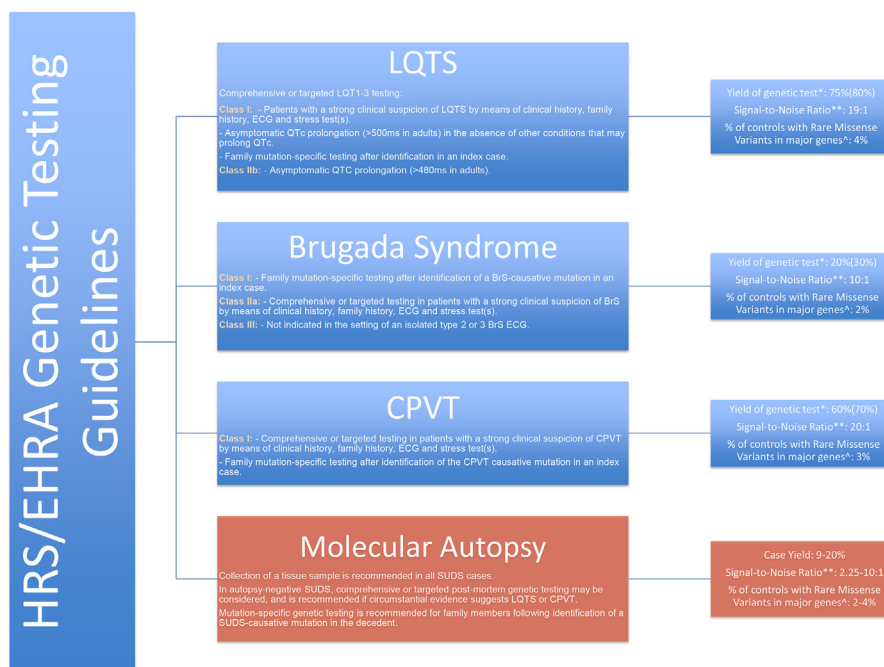 HRS/EHRA Genetic Testing
Guidelines
LQTS
Comprehensive or targeted LQT1-3 testing:
Class I: - Patients with a strong clinical suspicion of LQTS by means of clinical history, family
history, ECG and stress test(s).
- Asymptomatic QTc prolongation (>500ms in adults) in the absence of other conditions that may
prolong QTc.
- Family mutation-specific testing after identification in an index case.
Class IIb: - Asymptomatic QTC prolongation (>480ms in adults).
Yield of genetic test*: 75%(80%)
Signal-to-Noise Ratio**: 19:1
% of controls with Rare Missense
Variants in major genes^: 4%
Brugada Syndrome
Class I: - Family mutation-specific testing after identification of a BrS-causative mutation in an
index case.
Class IIa: - Comprehensive or targeted testing in patients with a strong clinical suspicion of BrS
by means of clinical history, family history, ECG and stress test(s).
Class III: - Not indicated in the setting of an isolated type 2 or 3 BrS ECG.
Yield of genetic test*: 20%(30%)
Signal-to-Noise Ratio**: 10:1
% of controls with Rare Missense
Variants in major genes^: 2%
CPVT
Class I: - Comprehensive or targeted testing in patients with a strong clinical suspicion of CPVT
by means of clinical history, family history, ECG and stress test(s).
- Family mutation-specific testing after identification of the CPVT causative mutation in an index
case.
Yield of genetic test*: 60%(70%)
Signal-to-Noise Ratio**: 20:1
% of controls with Rare Missense
Variants in major genes^: 3%
Molecular Autopsy
Collection of a tissue sample is recommended in all SUDS cases.
In autopsy-negative SUDS, comprehensive or targeted post-mortem genetic testing may be
considered, and is recommended if circumstantial evidence suggests LQTS or CPVT.
Mutation-specific genetic testing is recommended for family members following identification of a
SUDS-causative mutation in the decedent.
Case Yield: 9-20%
Signal-to-Noise Ratio**: 2.25-10:1
% of controls with Rare Missense
Variants in major genes^: 2-4%